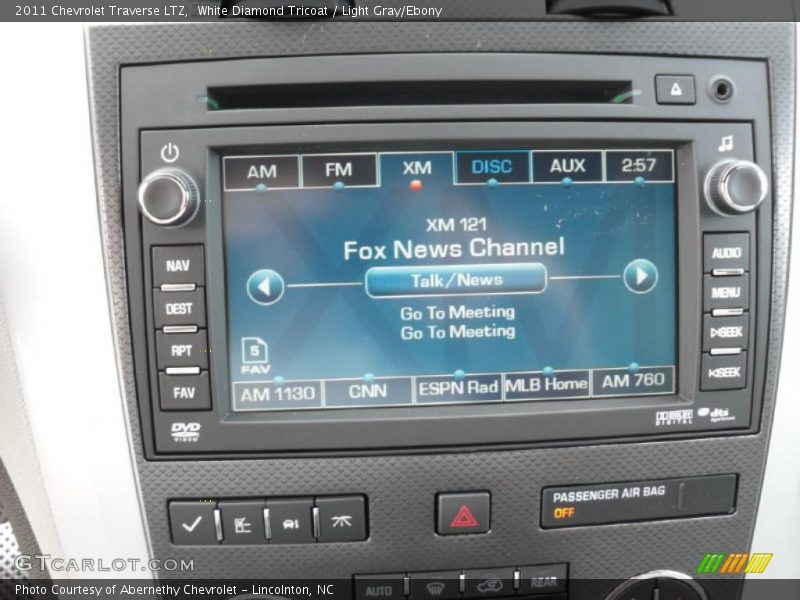 2011 Chevrolet Traverse LTZ, White Diamond Tricoat / Light Gray/Ebony
AM FM XM DISC AUX 2:57
XM 121
Fox News Channel
Talk/News
Go To Meeting
Go To Meeting
5
FAV
AM 1130 CNN ESPN Rad MLB Home AM 760
NAV
DEST
RPT
FAV
AUDIO
MENU
SEEK
SEEK
DVD
VIDEO
DOLBY
DIGITAL
dts
PASSENGER AIR BAG
OFF
AUTO
REAR
GTCARLOT.COM
Photo Courtesy of Abernethy Chevrolet – Lincolnton, NC